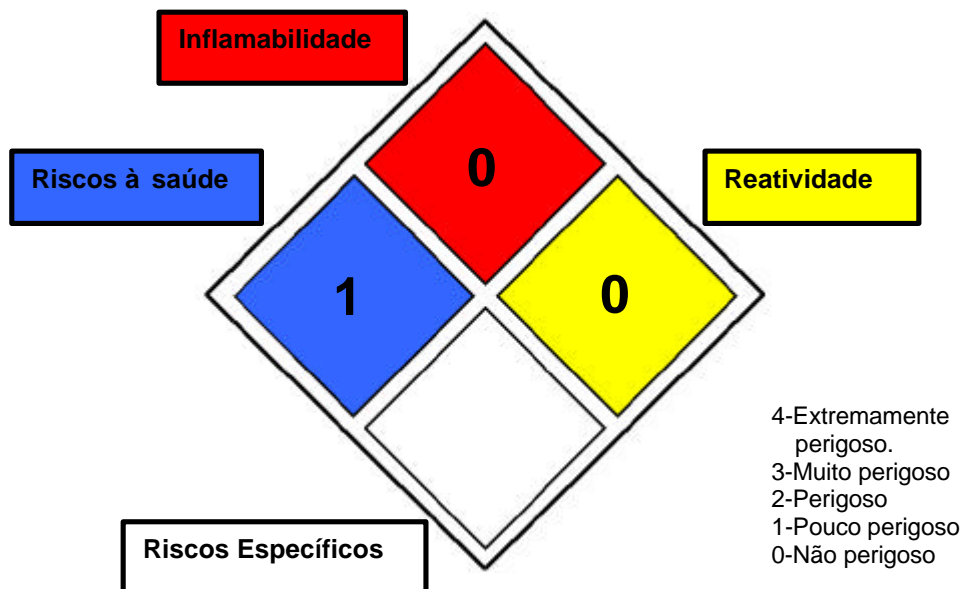 Inflamabilidade
0
Riscos à saúde
Reatividade
1
0
4-Extremamente
perigoso.
3-Muito perigoso
2-Perigoso
1-Pouco perigoso
0-Não perigoso
Riscos Específicos